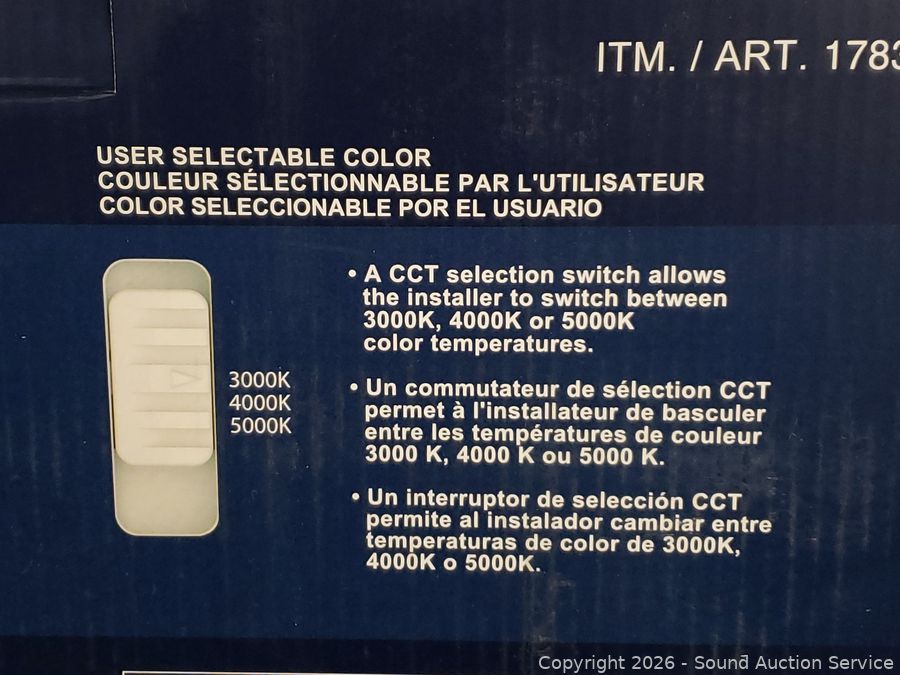 ITM. / ART. 1783
USER SELECTABLE COLOR
COULEUR SÉLECTIONNABLE PAR L'UTILISATEUR
COLOR SELECCIONABLE POR EL USUARIO
3000K
4000K
5000K
• A CCT selection switch allows
the installer to switch between
3000K, 4000K or 5000K
color temperatures.
• Un commutateur de sélection CCT
permet à l'installateur de basculer
entre les températures de couleur
3000 K, 4000 K ou 5000 K.
• Un interruptor de selección CCT
permite al instalador cambiar entre
temperaturas de color de 3000K,
4000K o 5000K.
Copyright 2026 - Sound Auction Service